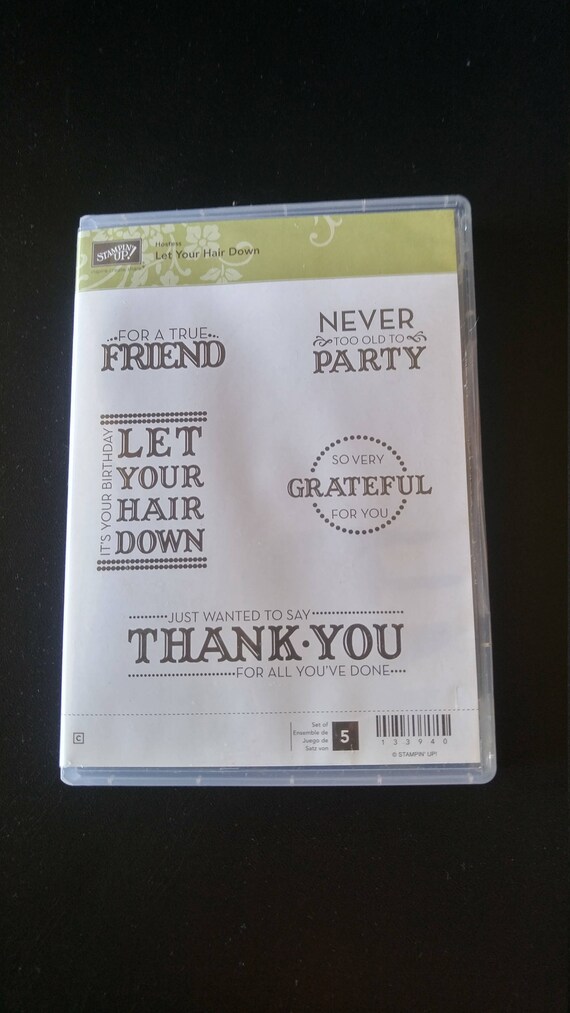 STAMPIN' UP!
Hostess
Let Your Hair Down
FOR A TRUE
FRIEND
NEVER
TOO OLD TO
PARTY
IT'S YOUR BIRTHDAY
LET
YOUR
HAIR
DOWN
SO VERY
GRATEFUL
FOR YOU
JUST WANTED TO SAY
THANK·YOU
FOR ALL YOU'VE DONE
C
Set of
Ensemble de
Juego de
Satz von
5
133940
© STAMPIN' UP!